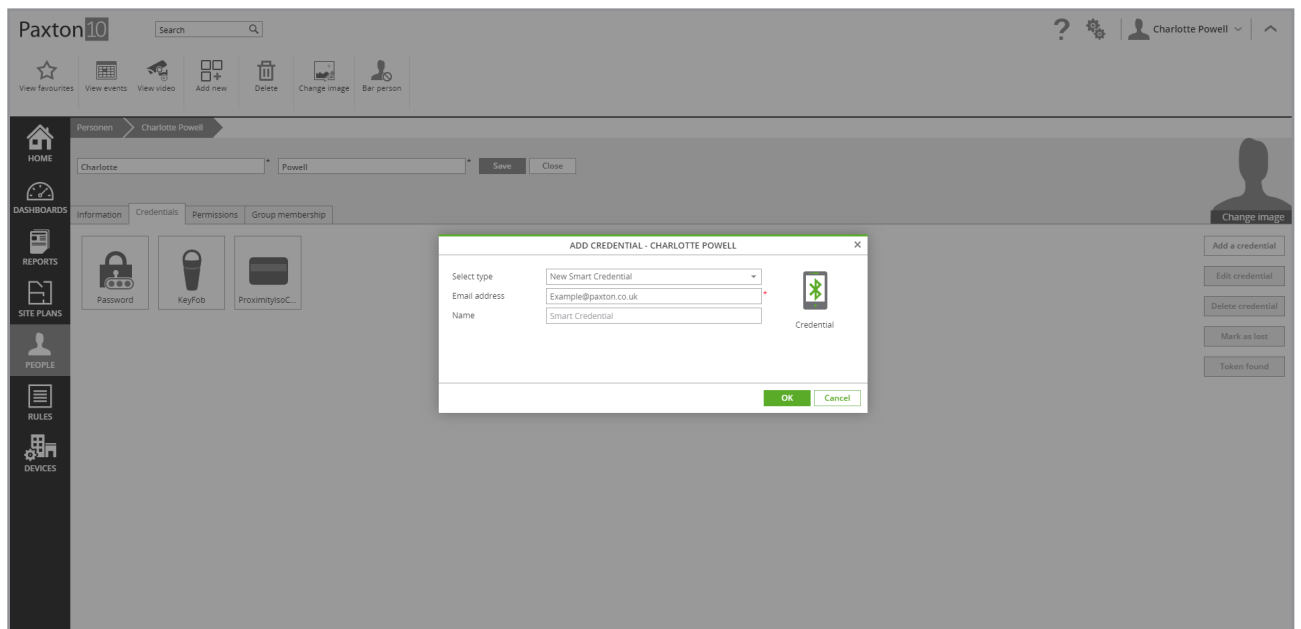 Paxton 10
Search
Charlotte Powell
View favourites
View events
View video
Add new
Delete
Change image
Bar person
HOME
DASHBOARDS
REPORTS
SITE PLANS
PEOPLE
RULES
DEVICES
Personen
Charlotte Powell
Charlotte *
Powell *
Save
Close
Change image
Information
Credentials
Permissions
Group membership
Password
KeyFob
ProximityIsoC...
Add a credential
Edit credential
Delete credential
Mark as lost
Token found
ADD CREDENTIAL - CHARLOTTE POWELL
Select type
New Smart Credential
Email address
Example@paxton.co.uk *
Name
Smart Credential
Credential
OK
Cancel